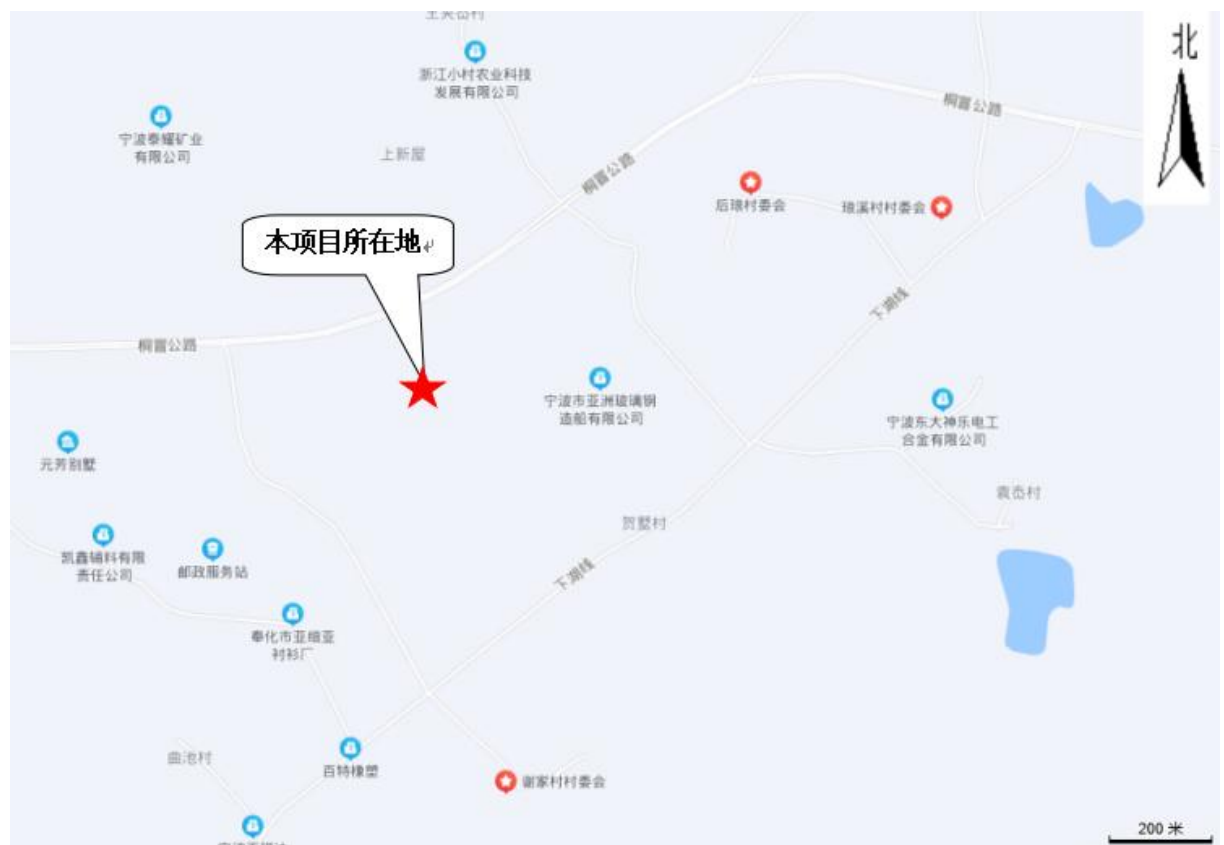 北
浙江小村农业科技
发展有限公司
宁波泰耀矿业
有限公司
上新屋
桐富公路
桐富公路
后琅村委会
琅溪村村委会
本项目所在地
下湖线
桐富公路
宁波市亚洲玻璃钢
造船有限公司
宁波东大神乐电工
合金有限公司
元芳别墅
袁岙村
贺墅村
凯鑫辅料有限
责任公司
邮政服务站
下湖线
奉化市亚细亚
衬衫厂
曲池村
百特橡塑
谢家村村委会
200 米